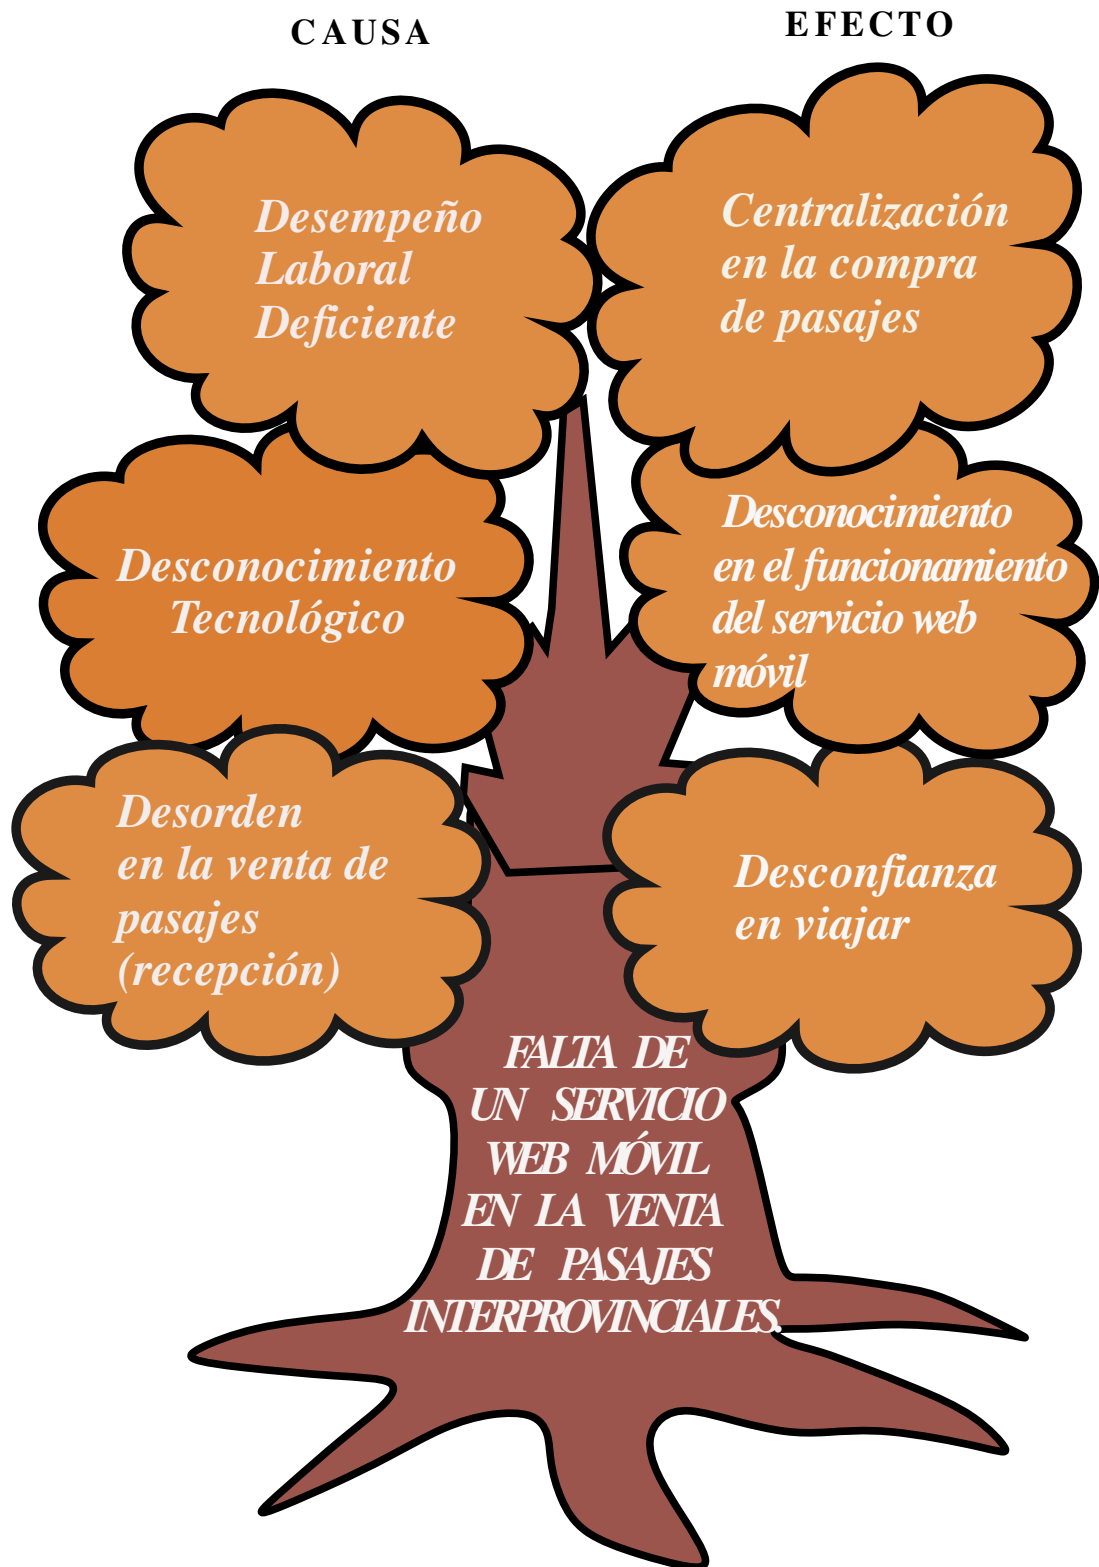 CAUSA
EFECTO
Desempeño
Laboral
Deficiente
Centralización
en la compra
de pasajes
Desconocimiento
Tecnológico
Desconocimiento
en el funcionamiento
del servicio web
móvil
Desorden
en la venta de
pasajes
(recepción)
Desconfianza
en viajar
FALTA DE
UN SERVICIO
WEB MÓVIL
EN LA VENTA
DE PASAJES
INTERPROVINCIALES.